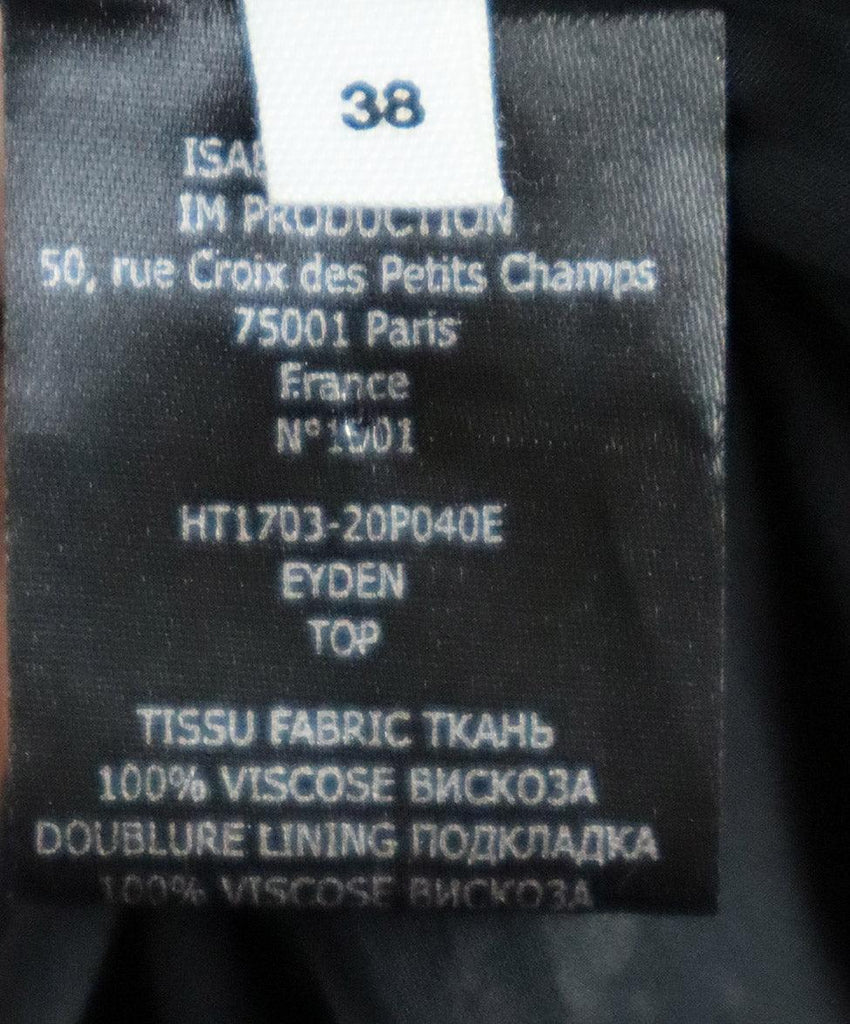 38
IM PRODUCTION
50, rue Croix des Petits Champs
75001 Paris
France
N°1501
HT1703-20P040E
EYDEN
TOP
TISSU FABRIC ТКАНЬ
100% VISCOSE ВИСКОЗА
DOUBLURE LINING ПОДКЛАДКА
100% VISCOSE ВИСКОЗА